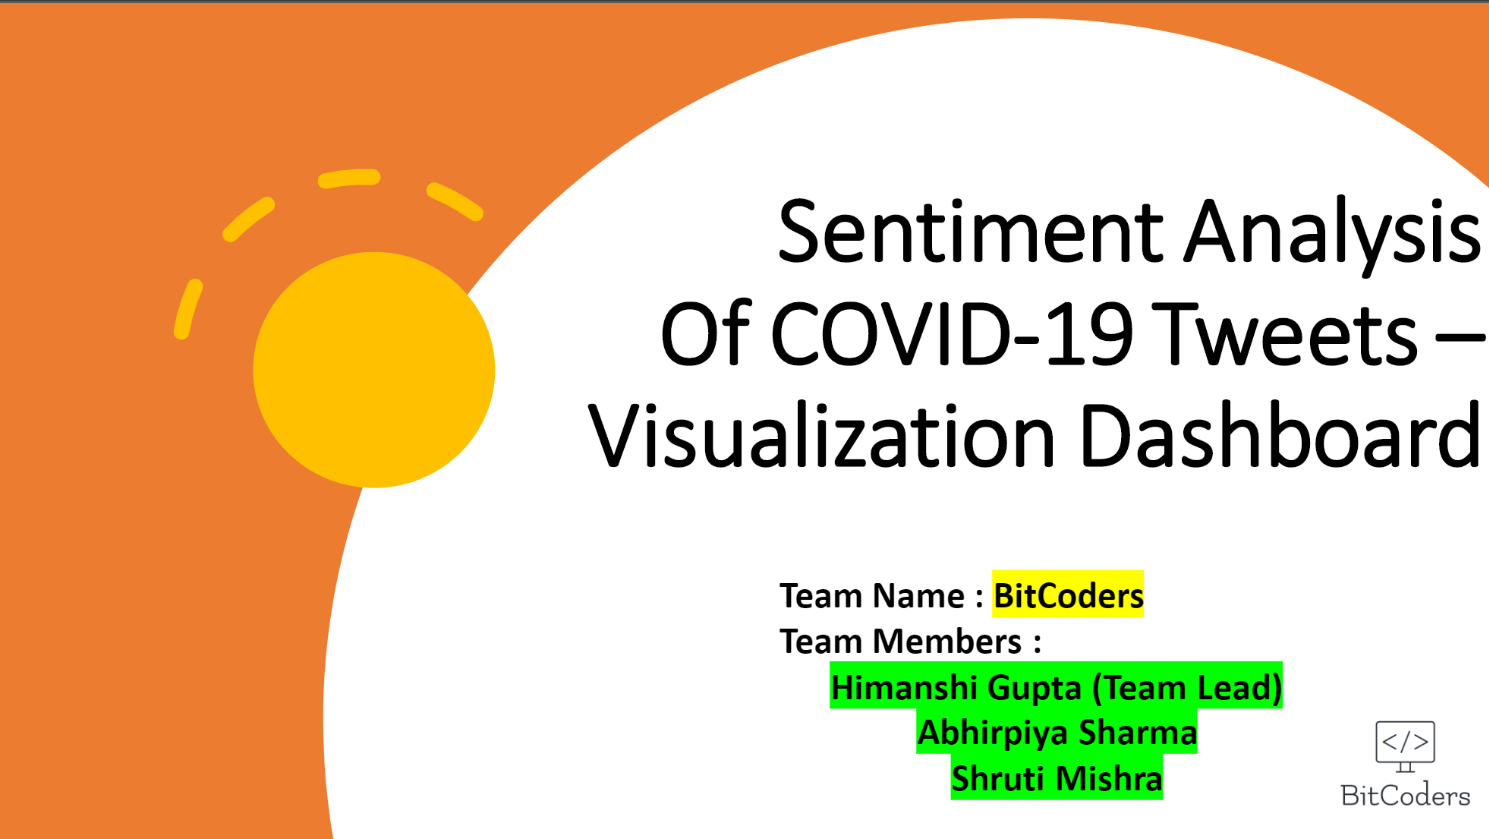 Sentiment Analysis
Of COVID-19 Tweets –
Visualization Dashboard
Team Name : BitCoders
Team Members :
Himanshi Gupta (Team Lead)
Abhirpiya Sharma
Shruti Mishra
</>
BitCoders